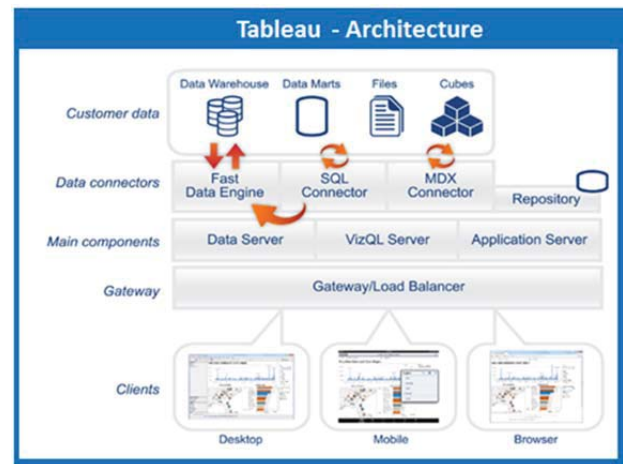 Tableau - Architecture
Customer data
Data Warehouse
Data Marts
Files
Cubes
Data connectors
Fast
Data Engine
SQL
Connector
MDX
Connector
Repository
Main components
Data Server
VizQL Server
Application Server
Gateway
Gateway/Load Balancer
Clients
Desktop
Mobile
Browser